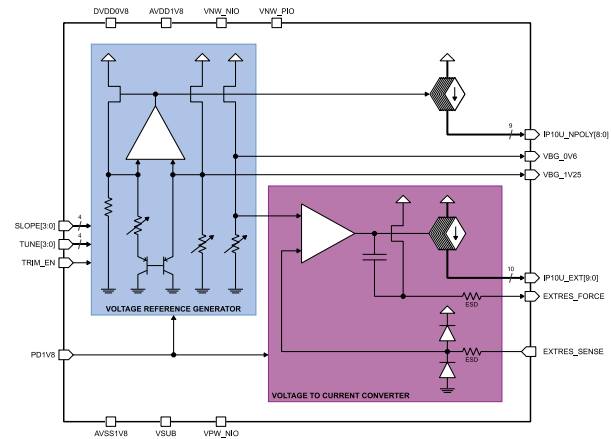 DVDD0V8 AVDD1V8 VNW_NIO VNW_PIO
9
IP10U_NPOLY[8:0]
VBG_0V6
VBG_1V25
SLOPE[3:0] 4
TUNE[3:0] 4
TRIM_EN
10
IP10U_EXT[9:0]
EXTRES_FORCE
ESD
VOLTAGE REFERENCE GENERATOR
PD1V8
EXTRES_SENSE
ESD
VOLTAGE TO CURRENT CONVERTER
AVSS1V8 VSUB VPW_NIO